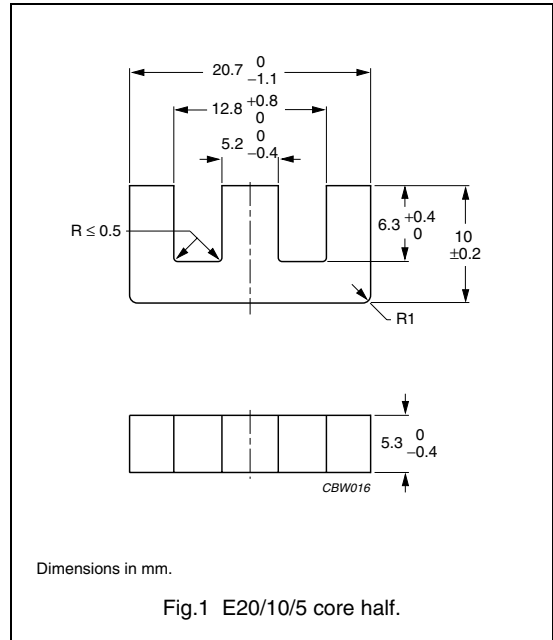 20.7 0
−1.1
12.8 +0.8
0
5.2 0
−0.4
R ≤ 0.5
6.3 +0.4
0
10
±0.2
R1
5.3 0
−0.4
CBW016
Dimensions in mm.
Fig.1 E20/10/5 core half.